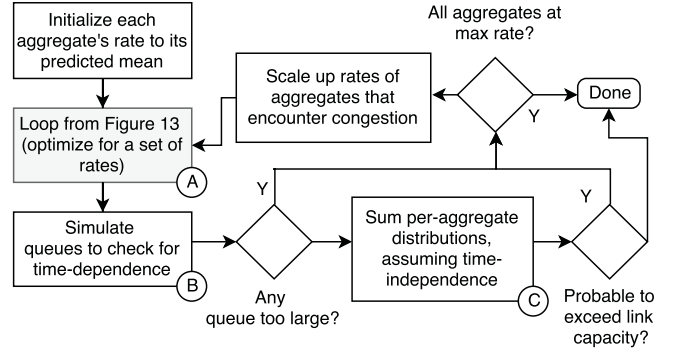 Initialize each
aggregate's rate to its
predicted mean
All aggregates at
max rate?
Scale up rates of
aggregates that
encounter congestion
Y
Done
Loop from Figure 13
(optimize for a set of
rates)
A
Simulate
queues to check for
time-dependence
B
Y
Any
queue too large?
Sum per-aggregate
distributions,
assuming time-
independence
C
Y
Probable to
exceed link
capacity?